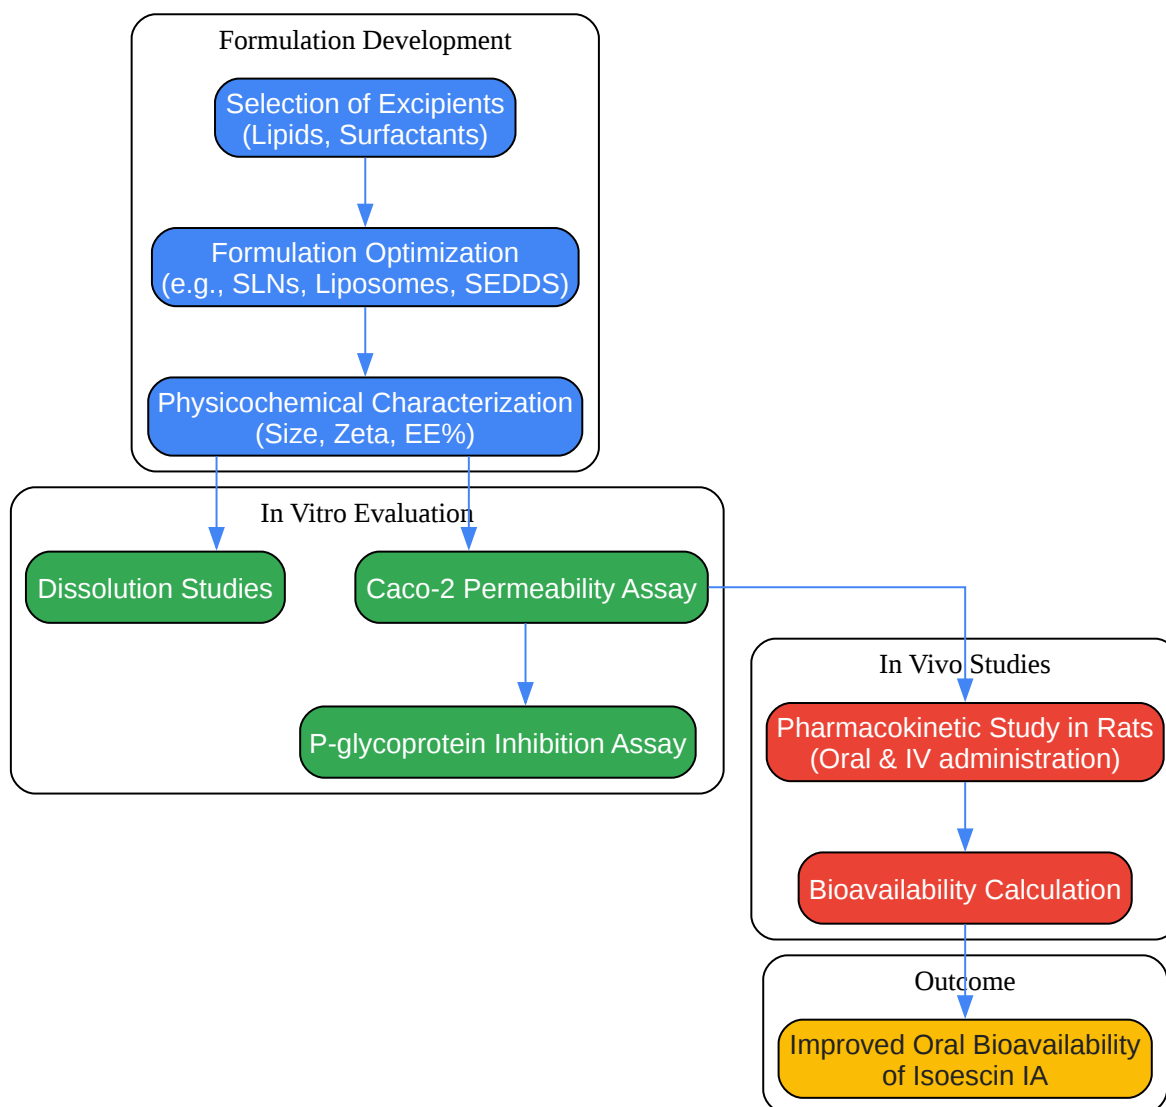 Formulation Development
Selection of Excipients
(Lipids, Surfactants)
Formulation Optimization
(e.g., SLNs, Liposomes, SEDDS)
Physicochemical Characterization
(Size, Zeta, EE%)
In Vitro Evaluation
Dissolution Studies
Caco-2 Permeability Assay
P-glycoprotein Inhibition Assay
In Vivo Studies
Pharmacokinetic Study in Rats
(Oral & IV administration)
Bioavailability Calculation
Outcome
Improved Oral Bioavailability
of Isoescin IA